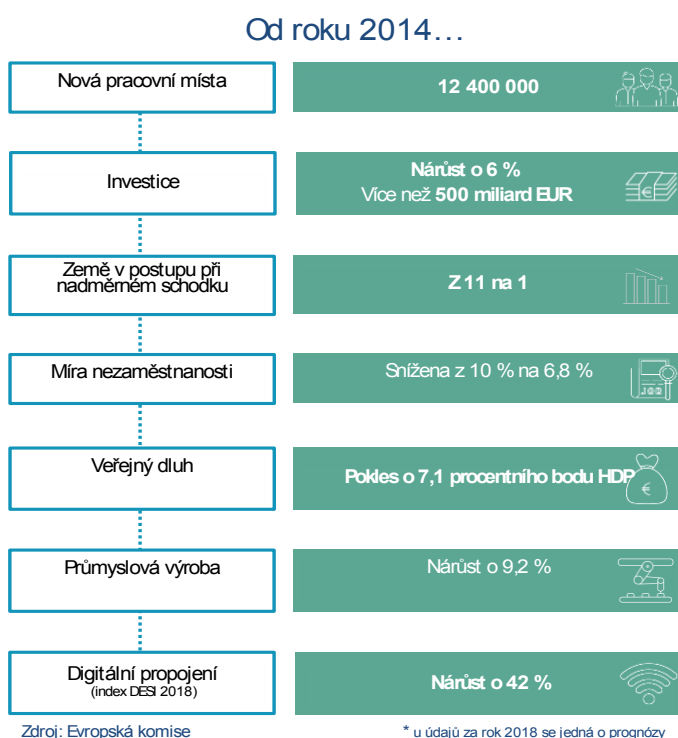 Od roku 2014…
Nová pracovní místa
12 400 000
Investice
Nárůst o 6 %
Více než 500 miliard EUR
Země v postupu při
nadměrném schodku
Z 11 na 1
Míra nezaměstnanosti
Snížena z 10 % na 6,8 %
Veřejný dluh
Pokles o 7,1 procentního bodu HDP
Průmyslová výroba
Nárůst o 9,2 %
Digitální propojení
(index DESI 2018)
Nárůst o 42 %
Zdroj: Evropská komise
* u údajů za rok 2018 se jedná o prognózy